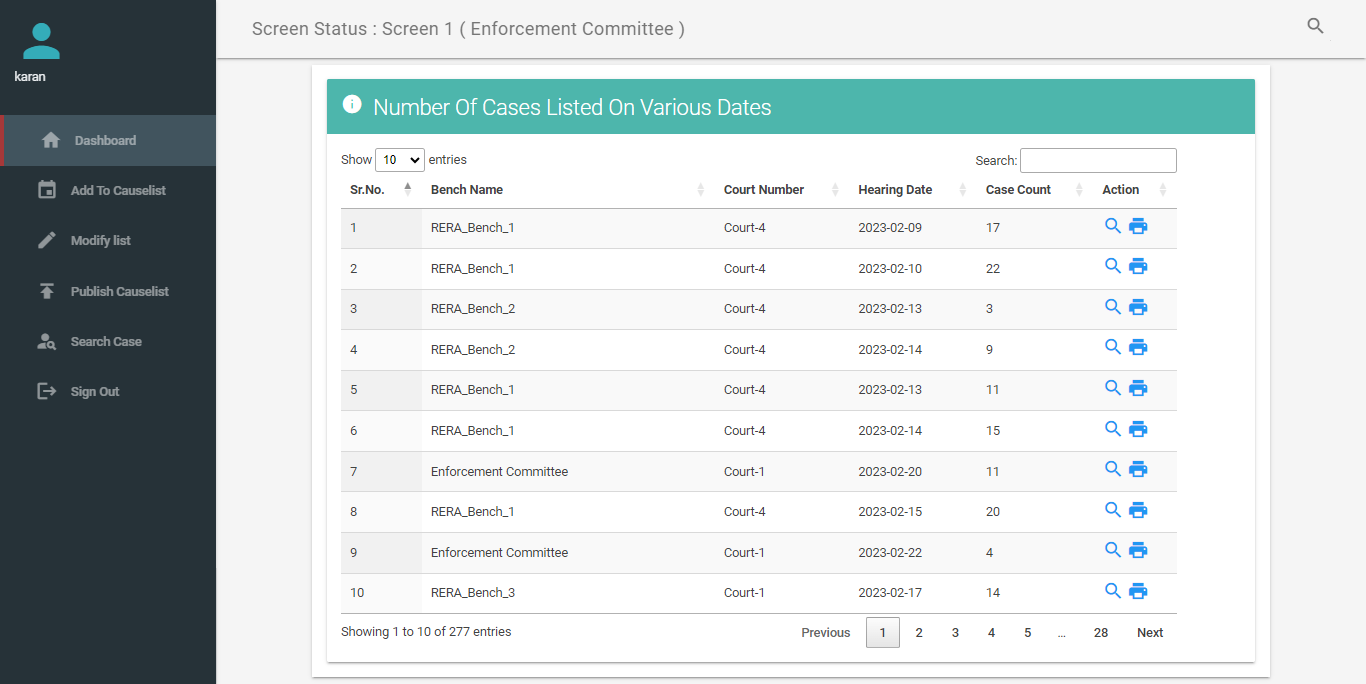 Screen Status : Screen 1 ( Enforcement Committee )
karan
Dashboard
Add To Causelist
Modify list
Publish Causelist
Search Case
Sign Out
Number Of Cases Listed On Various Dates
Show 10 entries Search:
Sr.No. Bench Name Court Number Hearing Date Case Count Action
1 RERA_Bench_1 Court-4 2023-02-09 17
2 RERA_Bench_1 Court-4 2023-02-10 22
3 RERA_Bench_2 Court-4 2023-02-13 3
4 RERA_Bench_2 Court-4 2023-02-14 9
5 RERA_Bench_1 Court-4 2023-02-13 11
6 RERA_Bench_1 Court-4 2023-02-14 15
7 Enforcement Committee Court-1 2023-02-20 11
8 RERA_Bench_1 Court-4 2023-02-15 20
9 Enforcement Committee Court-1 2023-02-22 4
10 RERA_Bench_3 Court-1 2023-02-17 14
Showing 1 to 10 of 277 entries Previous 1 2 3 4 5 ... 28 Next